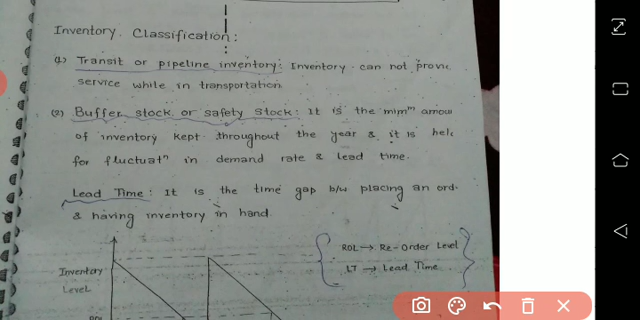 Inventory Classification:
(1) Transit or pipeline inventory: Inventory can not provi
service while in transportation
(2) Buffer stock or safety stock: It is the mimᵐ amou
of inventory kept throughout the year & it is held
for fluctuatⁿ in demand rate & lead time.
Lead Time: It is the time gap b/w placing an ord
& having inventory in hand.
ROL → Re-Order Level
LT → Lead Time
Inventory
Level
ROL